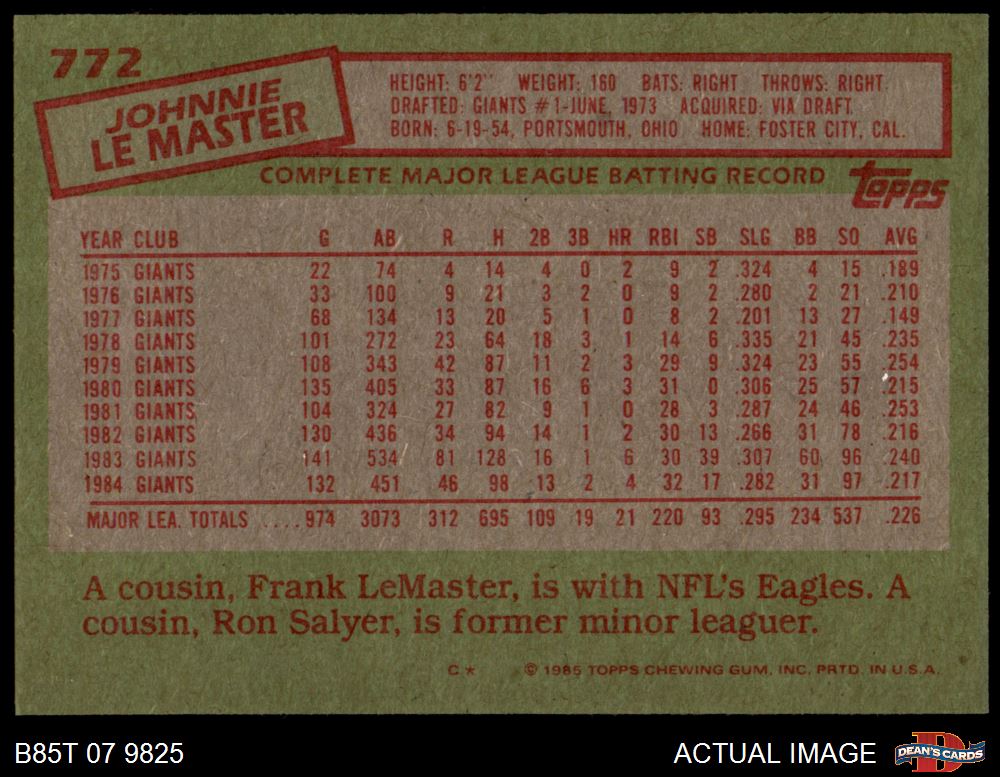 772
JOHNNIE
LE MASTER
HEIGHT: 6'2" WEIGHT: 160 BATS: RIGHT THROWS: RIGHT
DRAFTED: GIANTS #1-JUNE, 1973 ACQUIRED: VIA DRAFT
BORN: 6-19-54, PORTSMOUTH, OHIO HOME: FOSTER CITY, CAL.
COMPLETE MAJOR LEAGUE BATTING RECORD
topps
YEAR CLUB G AB R H 2B 3B HR RBI SB SLG BB SO AVG
1975 GIANTS 22 74 4 14 4 0 2 9 2 .324 4 15 .189
1976 GIANTS 33 100 9 21 3 2 0 9 2 .280 2 21 .210
1977 GIANTS 68 134 13 20 5 1 0 8 2 .201 13 27 .149
1978 GIANTS 101 272 23 64 18 3 1 14 6 .335 21 45 .235
1979 GIANTS 108 343 42 87 11 2 3 29 9 .324 23 55 .254
1980 GIANTS 135 405 33 87 16 6 3 31 0 .306 25 57 .215
1981 GIANTS 104 324 27 82 9 1 0 28 3 .287 24 46 .253
1982 GIANTS 130 436 34 94 14 1 2 30 13 .266 31 78 .216
1983 GIANTS 141 534 81 128 16 1 6 30 39 .307 60 96 .240
1984 GIANTS 132 451 46 98 13 2 4 32 17 .282 31 97 .217
MAJOR LEA. TOTALS ....974 3073 312 695 109 19 21 220 93 .295 234 537 .226
A cousin, Frank LeMaster, is with NFL's Eagles. A
cousin, Ron Salyer, is former minor leaguer.
C★ © 1985 TOPPS CHEWING GUM, INC. PRTD. IN U.S.A.
B85T 07 9825 ACTUAL IMAGE DEAN'S CARDS